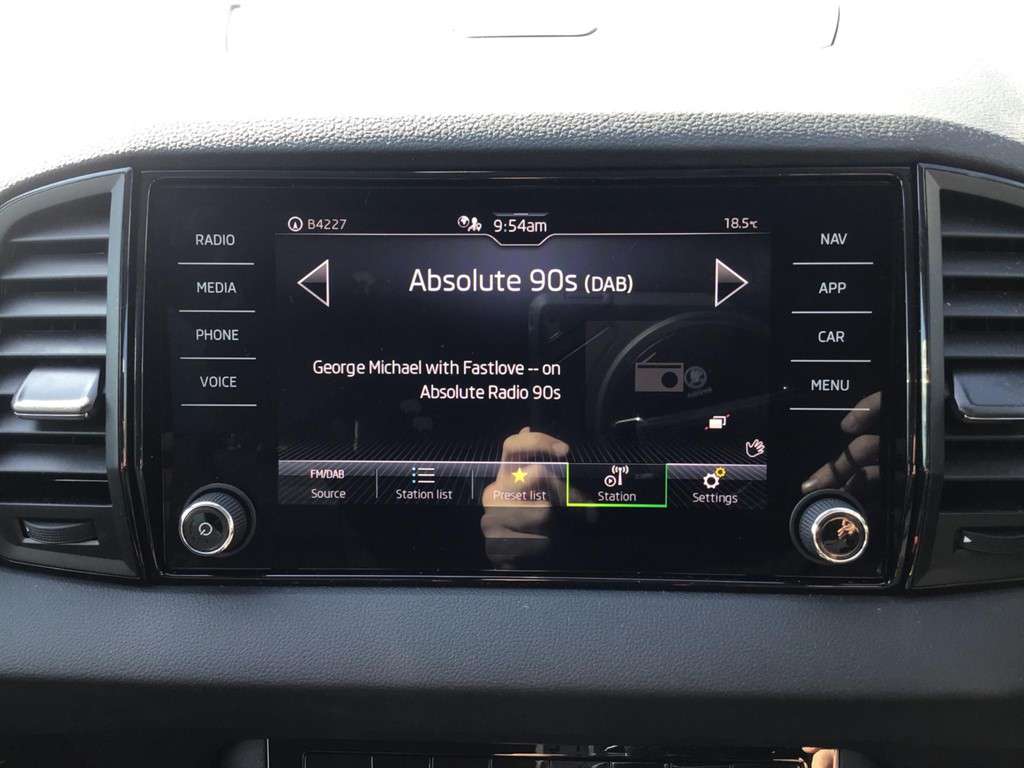 B4227
9:54am
18.5°C
RADIO
MEDIA
PHONE
VOICE
Absolute 90s (DAB)
George Michael with Fastlove -- on
Absolute Radio 90s
NAV
APP
CAR
MENU
FM/DAB
Source
Station list
Preset list
Station
Settings